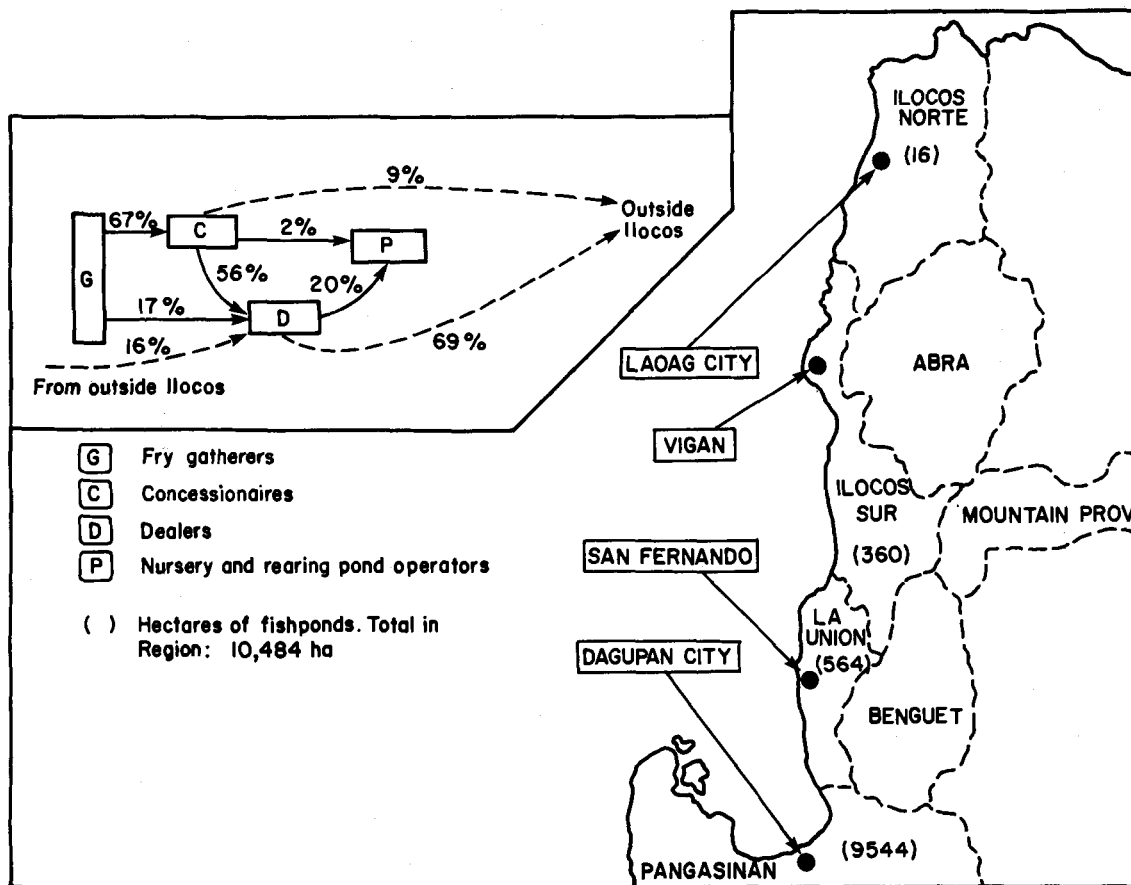 9%
67%
C
2%
P
Outside
Ilocos
G
56%
20%
17%
D
16%
69%
From outside Ilocos
G Fry gatherers
C Concessionaires
D Dealers
P Nursery and rearing pond operators
( ) Hectares of fishponds. Total in
Region: 10,484 ha
ILOCOS
NORTE
(16)
LAOAG CITY
ABRA
VIGAN
ILOCOS
SUR
(360)
MOUNTAIN PROV
SAN FERNANDO
LA
UNION
(564)
DAGUPAN CITY
BENGUET
(9544)
PANGASINAN